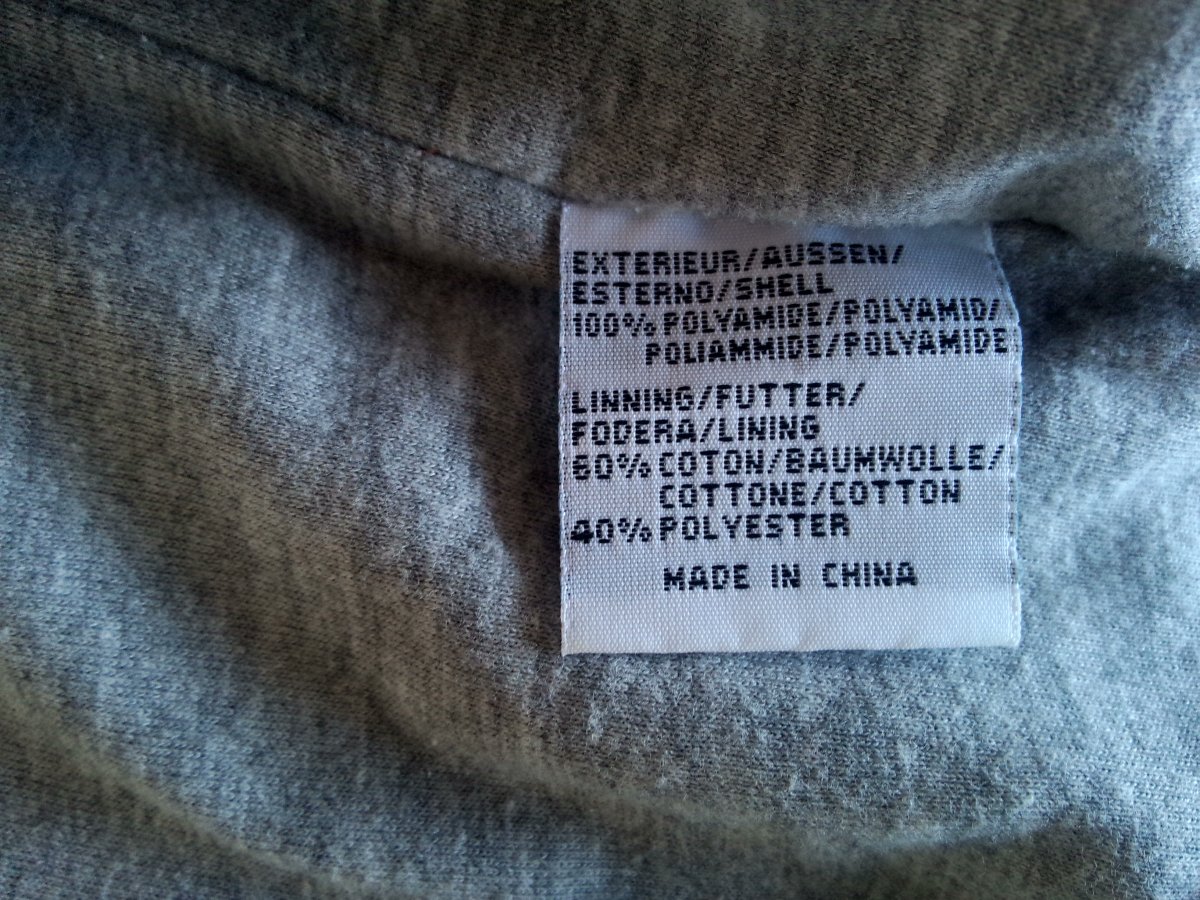 EXTERIEUR/AUSSEN/
ESTERNO/SHELL
100% POLYAMIDE/POLYAMID/
POLIAMMIDE/POLYAMIDE
LINNING/FUTTER/
FODERA/LINING
60% COTON/BAUMWOLLE/
COTTONE/COTTON
40% POLYESTER
MADE IN CHINA